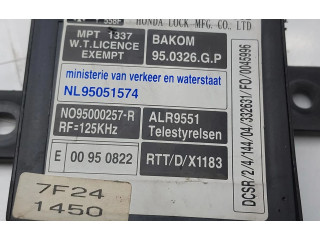 HONDA LOCK MFG. CO. LTD
MPT 1337
W.T.LICENCE
EXEMPT
BAKOM
95.0326.G.P
ministerie van verkeer en waterstaat
NL95051574
NO95000257-R
RF=125KHz
ALR9551
Telestyrelsen
E 00 95 0822
RTT/D/X1183
DCSR/2/4/144/04/332631/FO/0045996
7F24
1450